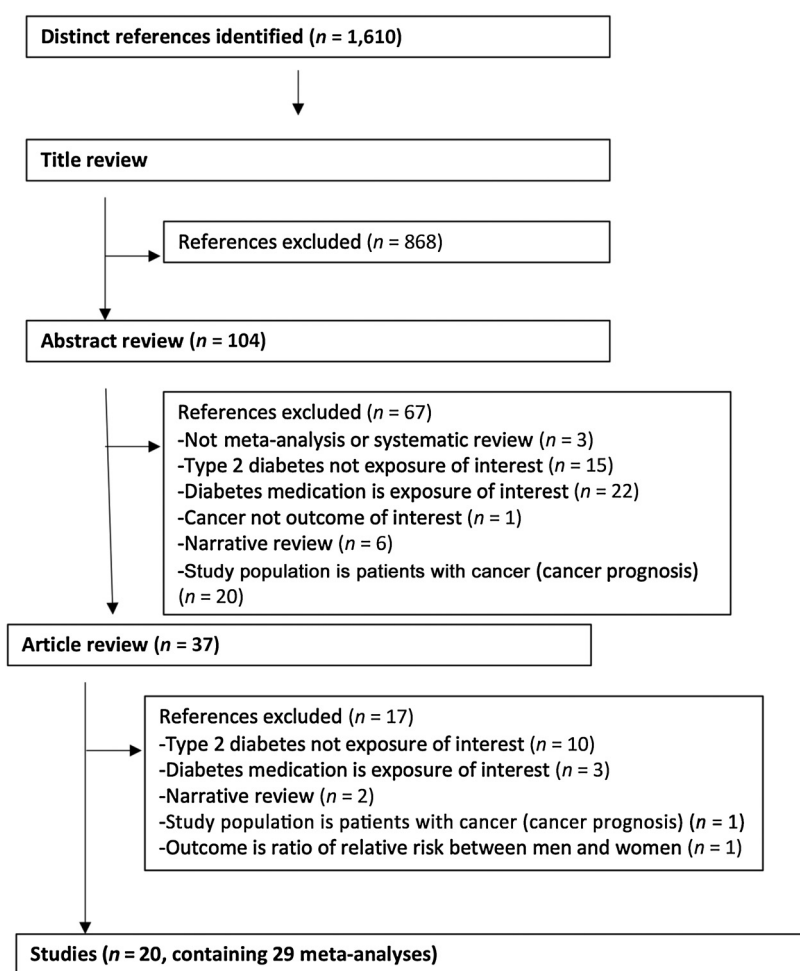 Distinct references identified (n = 1,610)
Title review
References excluded (n = 868)
Abstract review (n = 104)
References excluded (n = 67)
-Not meta-analysis or systematic review (n = 3)
-Type 2 diabetes not exposure of interest (n = 15)
-Diabetes medication is exposure of interest (n = 22)
-Cancer not outcome of interest (n = 1)
-Narrative review (n = 6)
-Study population is patients with cancer (cancer prognosis)
(n = 20)
Article review (n = 37)
References excluded (n = 17)
-Type 2 diabetes not exposure of interest (n = 10)
-Diabetes medication is exposure of interest (n = 3)
-Narrative review (n = 2)
-Study population is patients with cancer (cancer prognosis) (n = 1)
-Outcome is ratio of relative risk between men and women (n = 1)
Studies (n = 20, containing 29 meta-analyses)